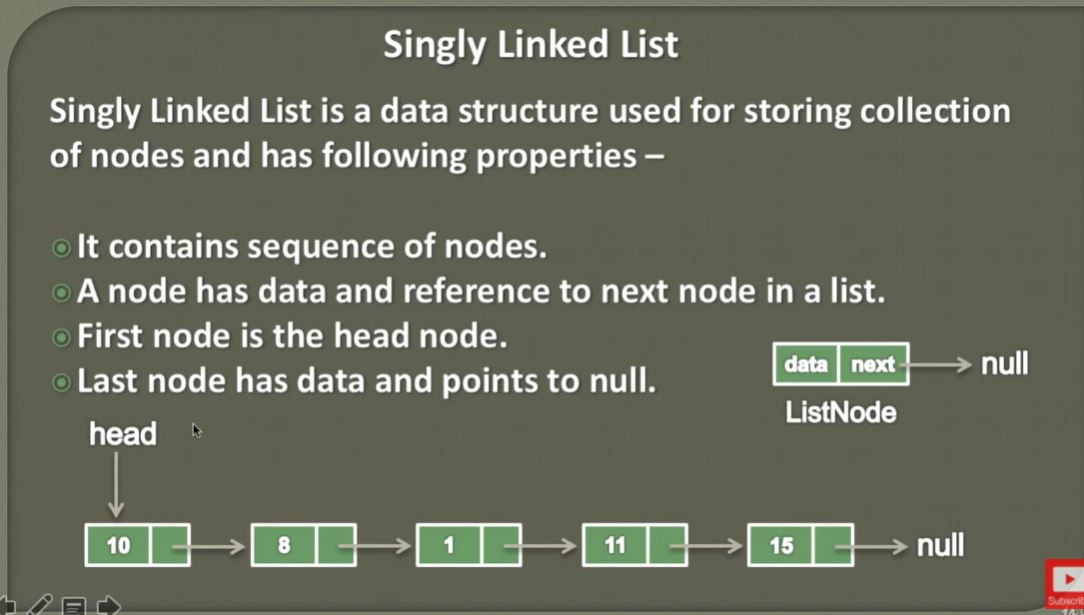 Singly Linked List
Singly Linked List is a data structure used for storing collection
of nodes and has following properties –
It contains sequence of nodes.
A node has data and reference to next node in a list.
First node is the head node.
Last node has data and points to null.
data next null
ListNode
head
10 8 1 11 15 null